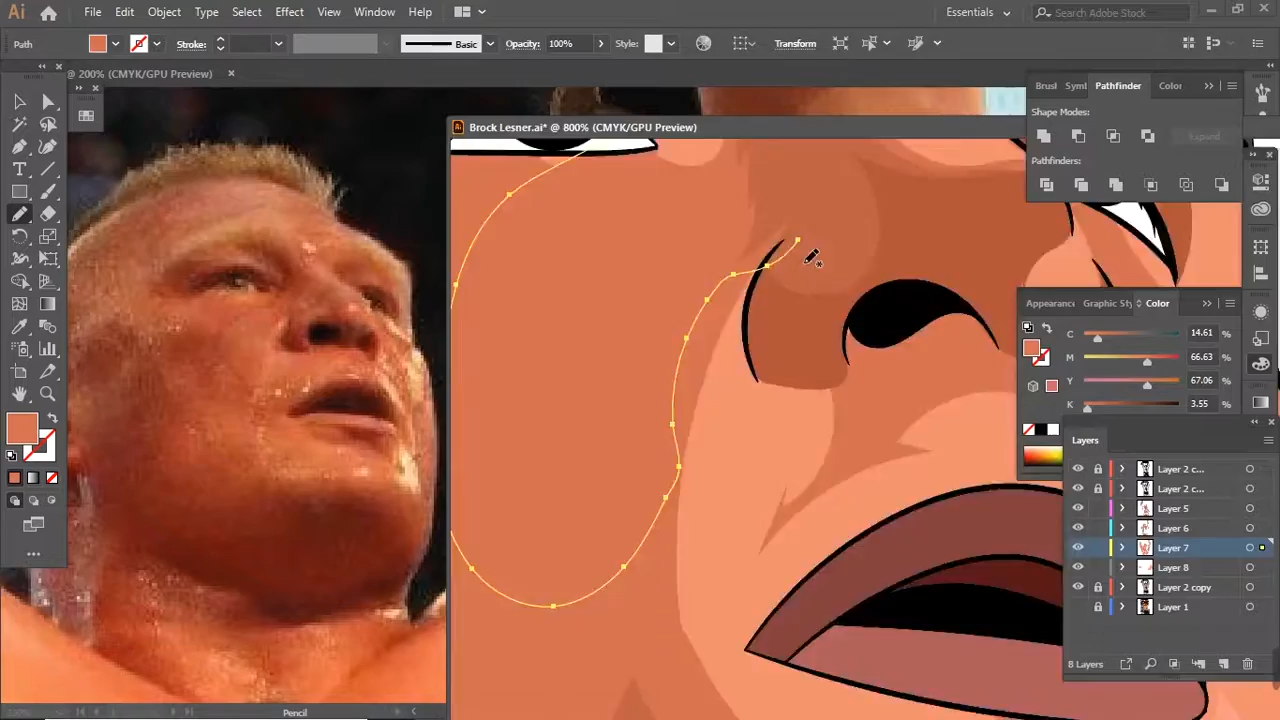 Ai File Edit Object Type Select Effect View Window Help Essentials Search Adobe Stock
Path Stroke: Basic Opacity: 100% Style: Transform
@ 200% (CMYK/GPU Preview)
Ai Brock Lesner.ai* @ 800% (CMYK/GPU Preview)
Brush Symt Pathfinder Color
Shape Modes:
Expand
Pathfinders:
Appearance Graphic Sty Color
C 14.61 %
M 66.63 %
Y 67.06 %
K 3.55 %
Layers
Layer 2 c...
Layer 2 c...
Layer 5
Layer 6
Layer 7
Layer 8
Layer 2 copy
Layer 1
8 Layers
Pencil